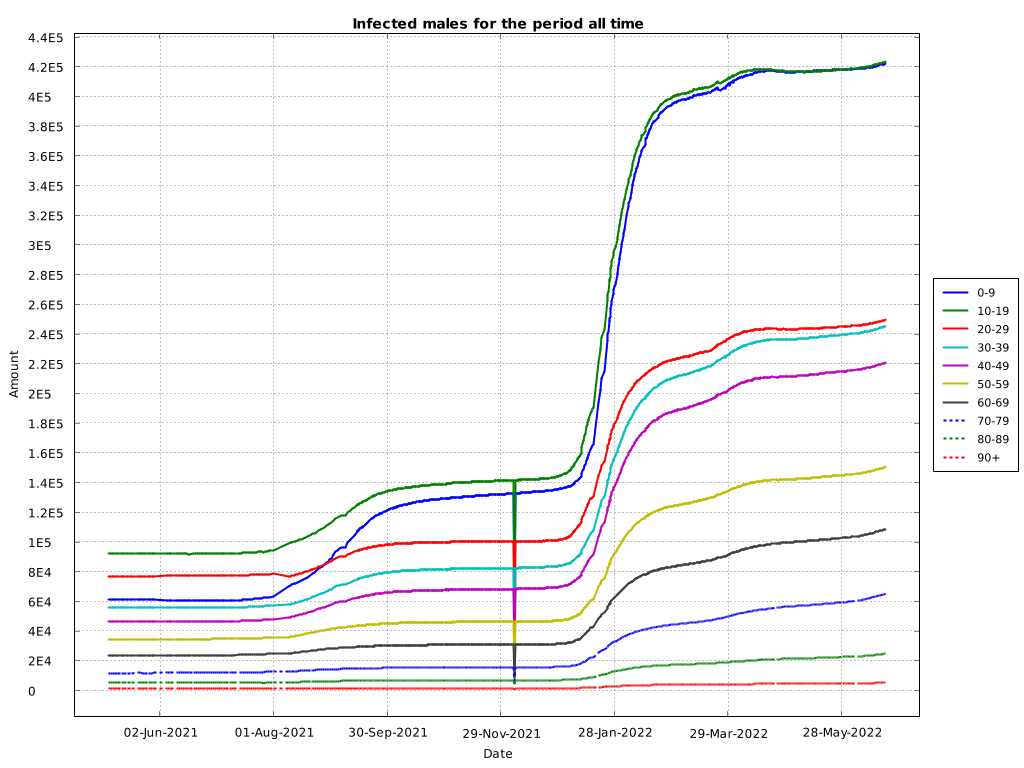 Infected males for the period all time
4.4E5
4.2E5
4E5
3.8E5
3.6E5
3.4E5
3.2E5
3E5
2.8E5
2.6E5
2.4E5
2.2E5
2E5
1.8E5
1.6E5
1.4E5
1.2E5
1E5
8E4
6E4
4E4
2E4
0
Amount
02-Jun-2021
01-Aug-2021
30-Sep-2021
29-Nov-2021
28-Jan-2022
29-Mar-2022
28-May-2022
Date
0-9
10-19
20-29
30-39
40-49
50-59
60-69
70-79
80-89
90+